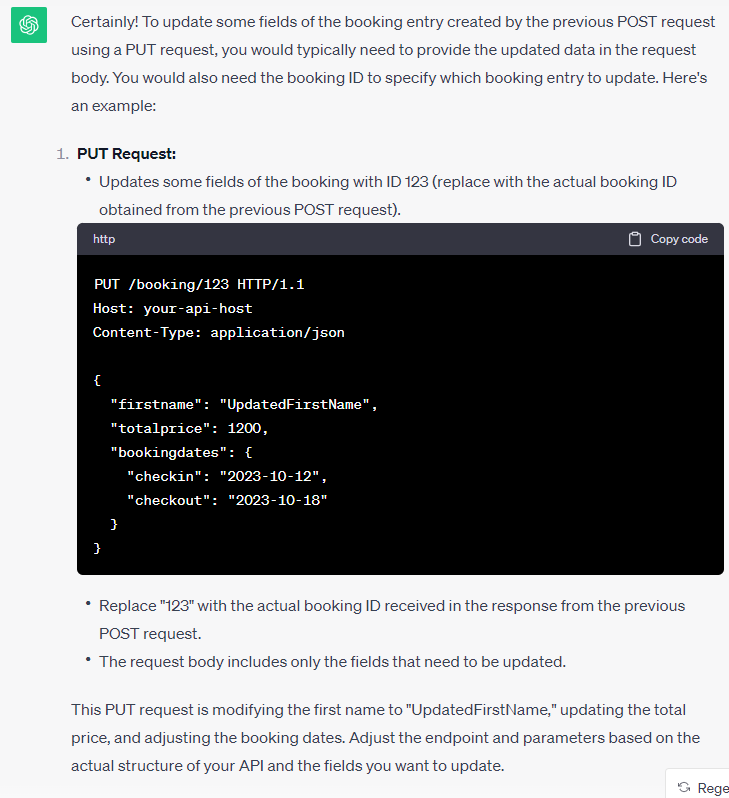 Certainly! To update some fields of the booking entry created by the previous POST request
using a PUT request, you would typically need to provide the updated data in the request
body. You would also need the booking ID to specify which booking entry to update. Here's
an example:
1. PUT Request:
• Updates some fields of the booking with ID 123 (replace with the actual booking ID
obtained from the previous POST request).
http Copy code
PUT /booking/123 HTTP/1.1
Host: your-api-host
Content-Type: application/json
{
"firstname": "UpdatedFirstName",
"totalprice": 1200,
"bookingdates": {
"checkin": "2023-10-12",
"checkout": "2023-10-18"
}
}
• Replace "123" with the actual booking ID received in the response from the previous
POST request.
• The request body includes only the fields that need to be updated.
This PUT request is modifying the first name to "UpdatedFirstName," updating the total
price, and adjusting the booking dates. Adjust the endpoint and parameters based on the
actual structure of your API and the fields you want to update.
Rege